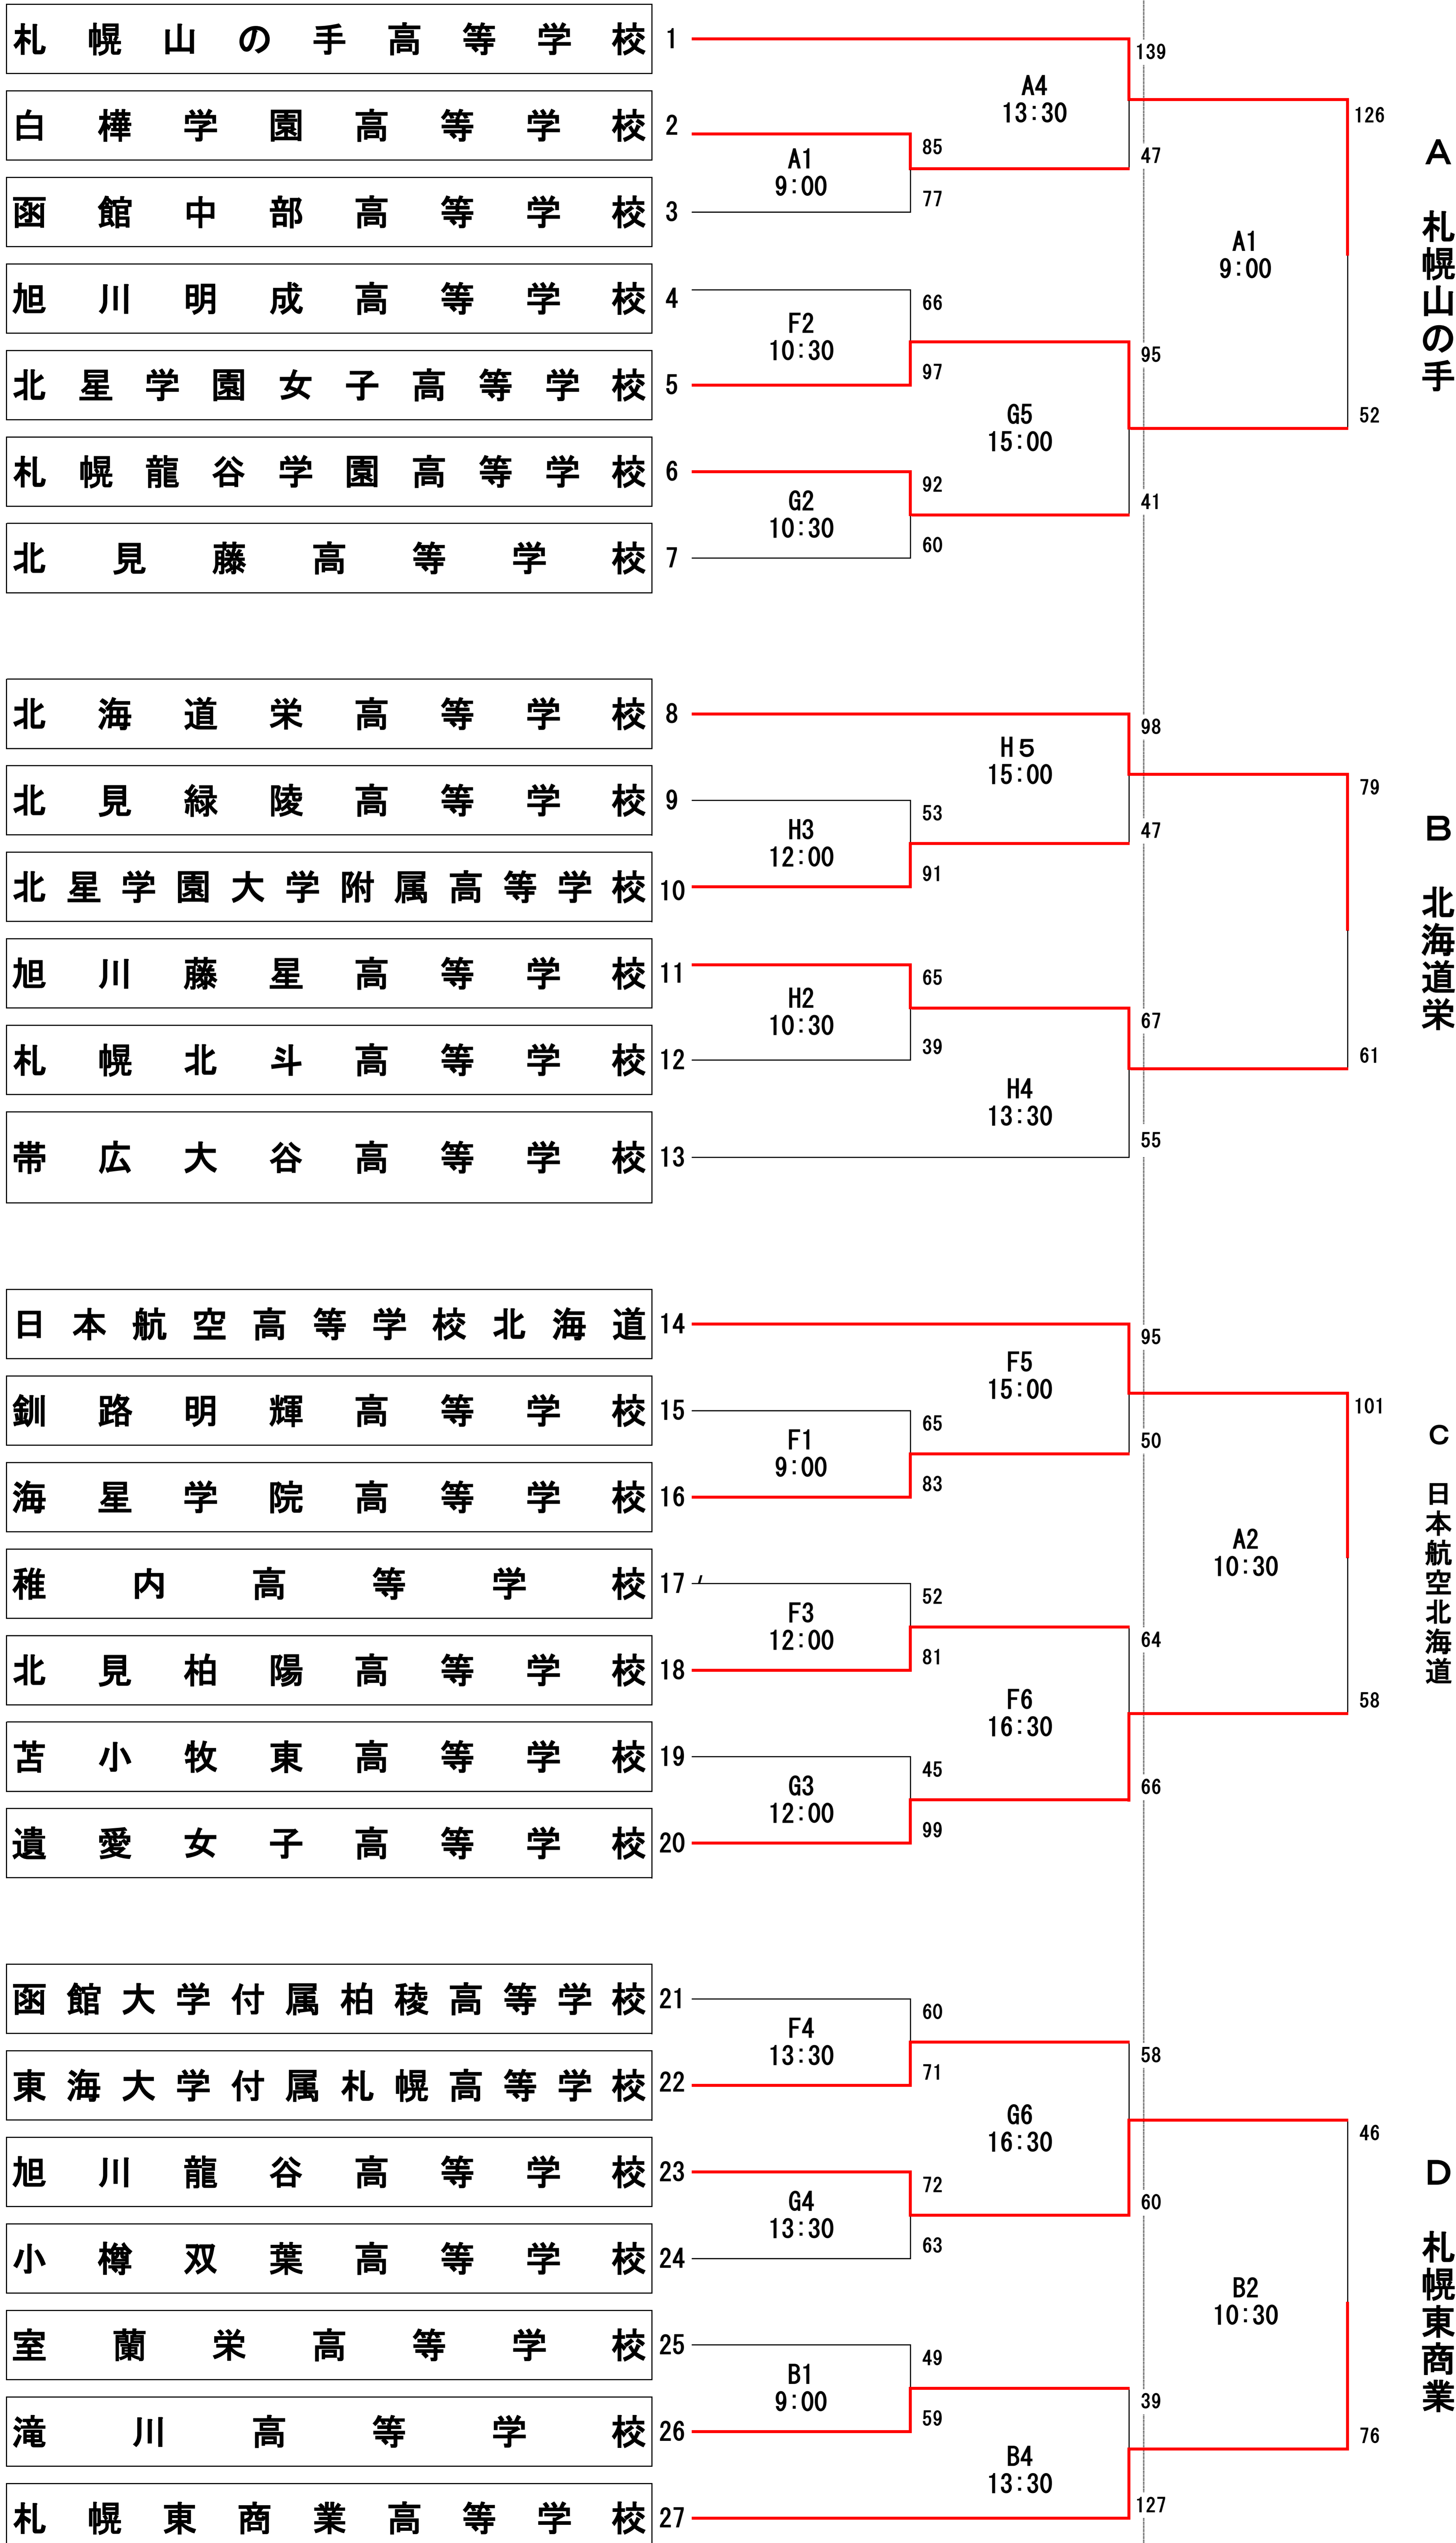 札幌山の手高等学校 1
139
A4
13:30
126
白樺学園高等学校 2
85
47
A1
9:00
77
函館中部高等学校 3
A 札幌山の手
A1
9:00
旭川明成高等学校 4
66
F2
10:30
95
97
北星学園女子高等学校 5
G5
15:00
52
札幌龍谷学園高等学校 6
92
41
G2
10:30
60
北見藤高等学校 7
北海道栄高等学校 8
98
H5
15:00
79
北見緑陵高等学校 9
53
47
H3
12:00
91
北星学園大学附属高等学校 10
B 北海道栄
旭川藤星高等学校 11
65
H2
10:30
67
39
札幌北斗高等学校 12
61
H4
13:30
55
帯広大谷高等学校 13
日本航空高等学校北海道 14
95
F5
15:00
101
釧路明輝高等学校 15
65
50
F1
9:00
83
海星学院高等学校 16
C 日本航空北海道
A2
10:30
稚内高等学校 17
52
F3
12:00
64
81
北見柏陽高等学校 18
F6
16:30
58
苫小牧東高等学校 19
45
66
G3
12:00
99
遺愛女子高等学校 20
函館大学付属柏稜高等学校 21
60
F4
13:30
58
71
東海大学付属札幌高等学校 22
G6
16:30
46
旭川龍谷高等学校 23
72
60
G4
13:30
63
小樽双葉高等学校 24
D 札幌東商業
B2
10:30
室蘭栄高等学校 25
49
B1
9:00
39
59
滝川高等学校 26
76
B4
13:30
127
札幌東商業高等学校 27